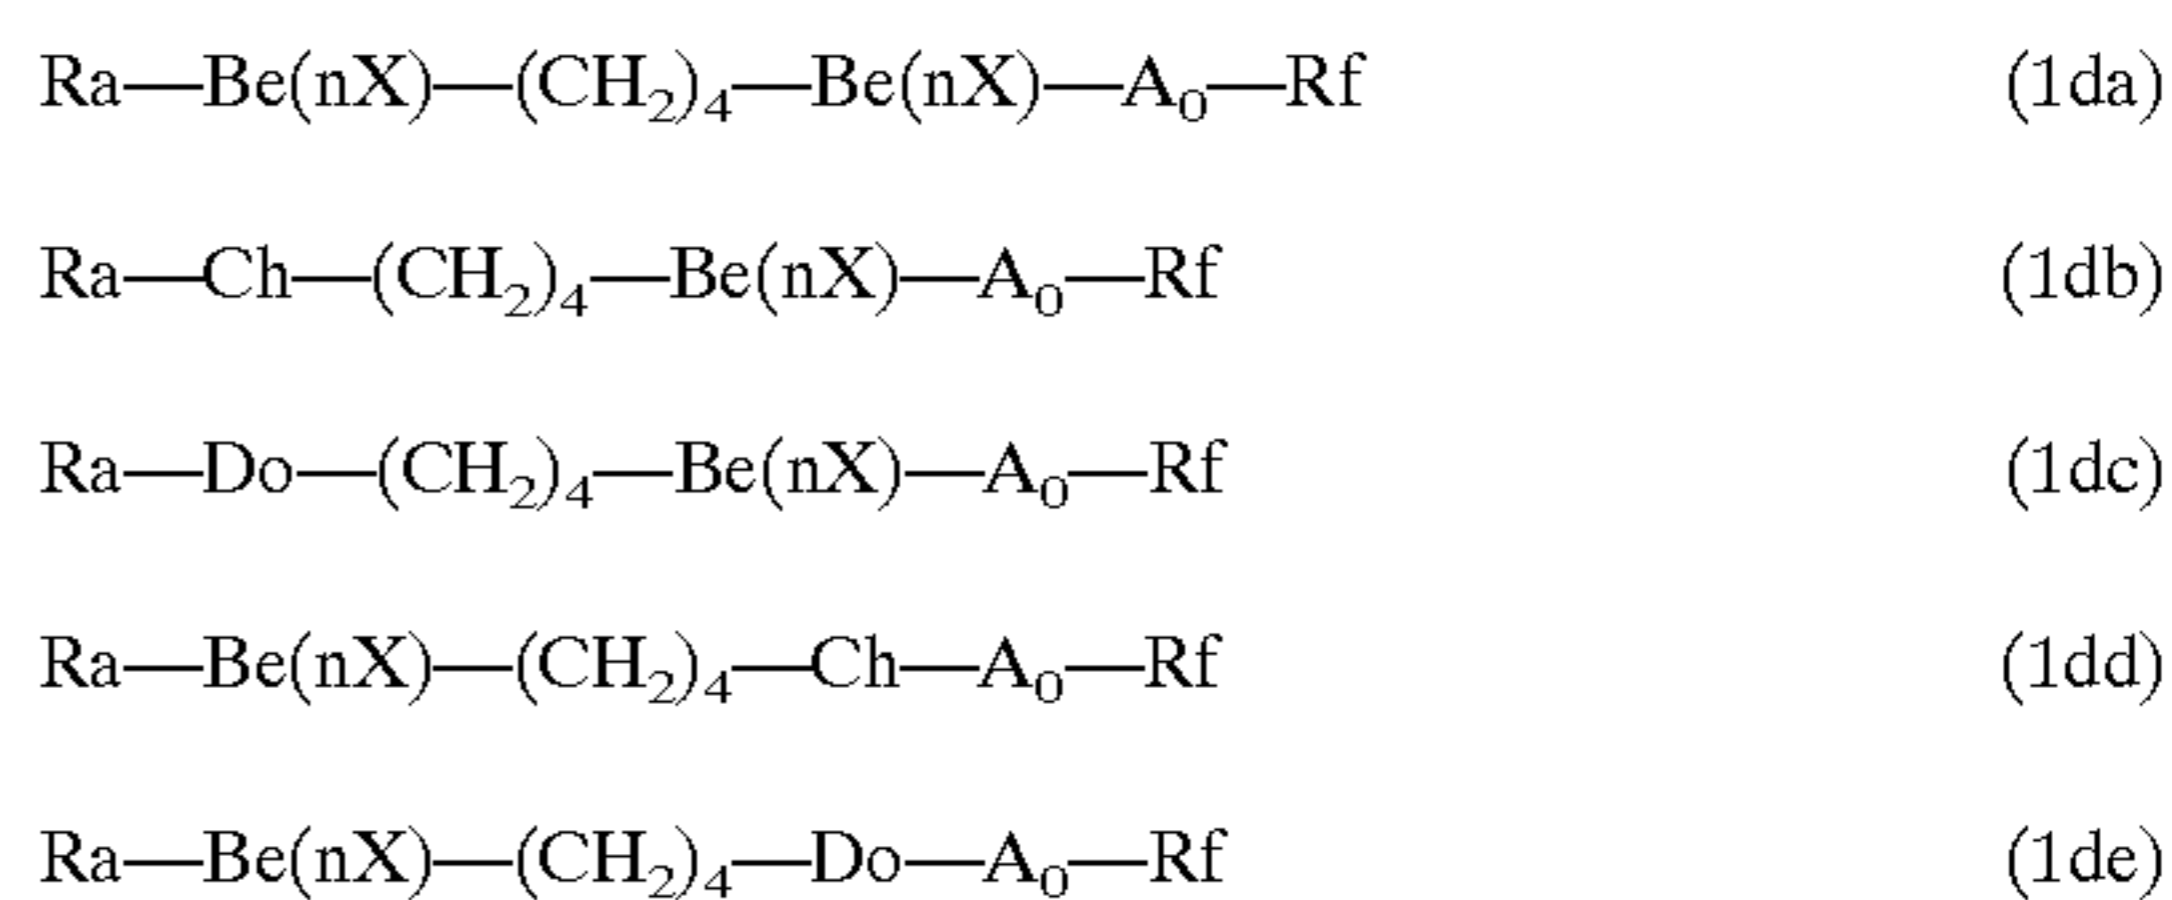 Ra—Be(nX)—(CH₂)₄—Be(nX)—A₀—Rf (1da)
Ra—Ch—(CH₂)₄—Be(nX)—A₀—Rf (1db)
Ra—Do—(CH₂)₄—Be(nX)—A₀—Rf (1dc)
Ra—Be(nX)—(CH₂)₄—Ch—A₀—Rf (1dd)
Ra—Be(nX)—(CH₂)₄—Do—A₀—Rf (1de)